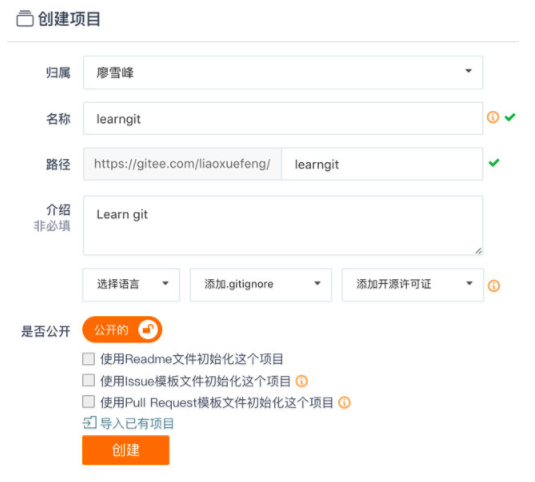 创建项目
归属 廖雪峰
名称 learngit
路径 https://gitee.com/liaoxuefeng/ learngit
介绍 Learn git
非必填
选择语言 添加.gitignore 添加开源许可证
是否公开 公开的
使用Readme文件初始化这个项目
使用Issue模板文件初始化这个项目
使用Pull Request模板文件初始化这个项目
导入已有项目
创建